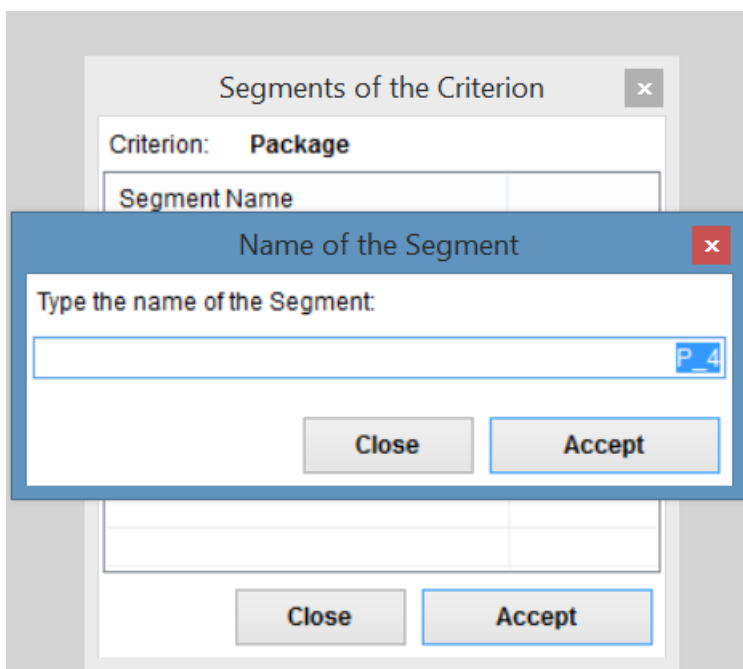 Segments of the Criterion
Criterion: Package
Segment Name
Name of the Segment
Type the name of the Segment:
P_4
Close Accept
Close Accept